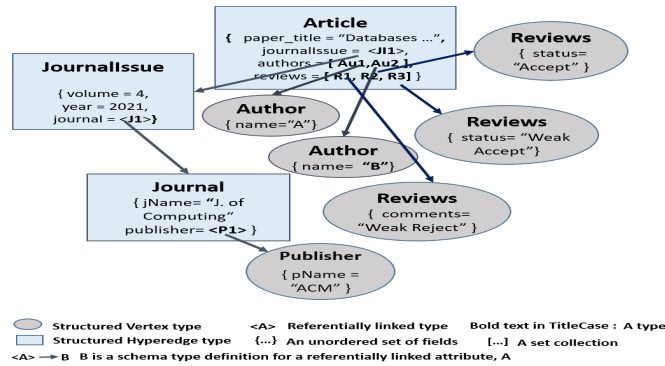 Article
{ paper_title = “Databases ...”,
journalIssue = <JI1>,
authors = [ Au1,Au2 ],
reviews = [ R1, R2, R3] }
Reviews
{ status=
“Accept” }
JournalIssue
{ volume = 4,
year = 2021,
journal = <J1>}
Author
{ name=“A”}
Reviews
{ status= “Weak
Accept”}
Author
{ name= “B”}
Journal
{ jName= “J. of
Computing“
publisher= <P1> }
Reviews
{ comments=
“Weak Reject” }
Publisher
{ pName =
“ACM” }
Structured Vertex type <A> Referentially linked type Bold text in TitleCase : A type
Structured Hyperedge type {...} An unordered set of fields [...] A set collection
<A> → B B is a schema type definition for a referentially linked attribute, A